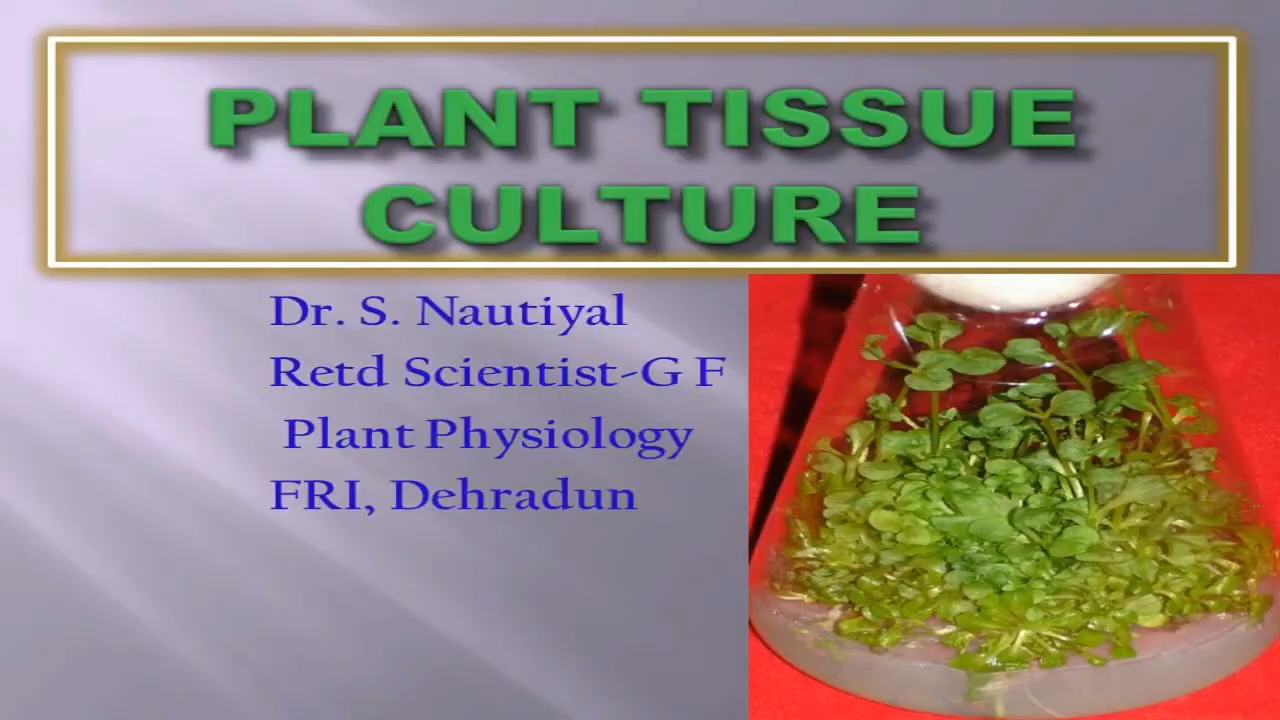 PLANT TISSUE
CULTURE
Dr. S. Nautiyal
Retd Scientist-G F
Plant Physiology
FRI, Dehradun